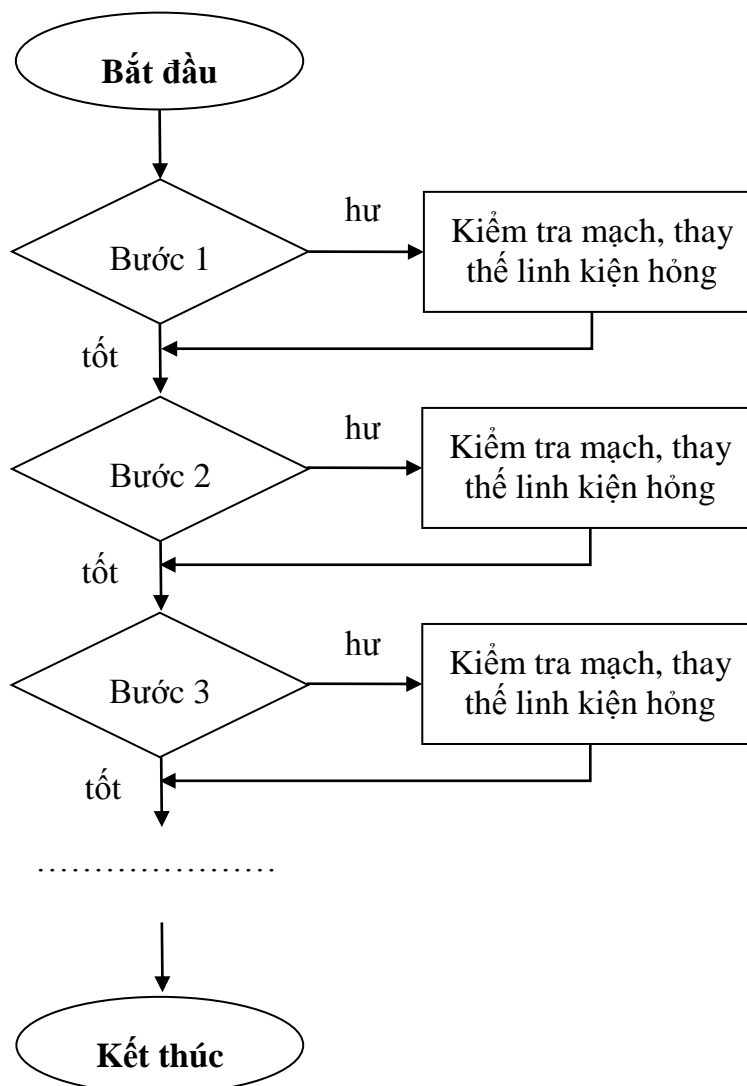 Bắt đầu
hư
Kiểm tra mạch, thay
thế linh kiện hỏng
Bước 1
tốt
hư
Kiểm tra mạch, thay
thế linh kiện hỏng
Bước 2
tốt
hư
Kiểm tra mạch, thay
thế linh kiện hỏng
Bước 3
tốt
.....................
Kết thúc